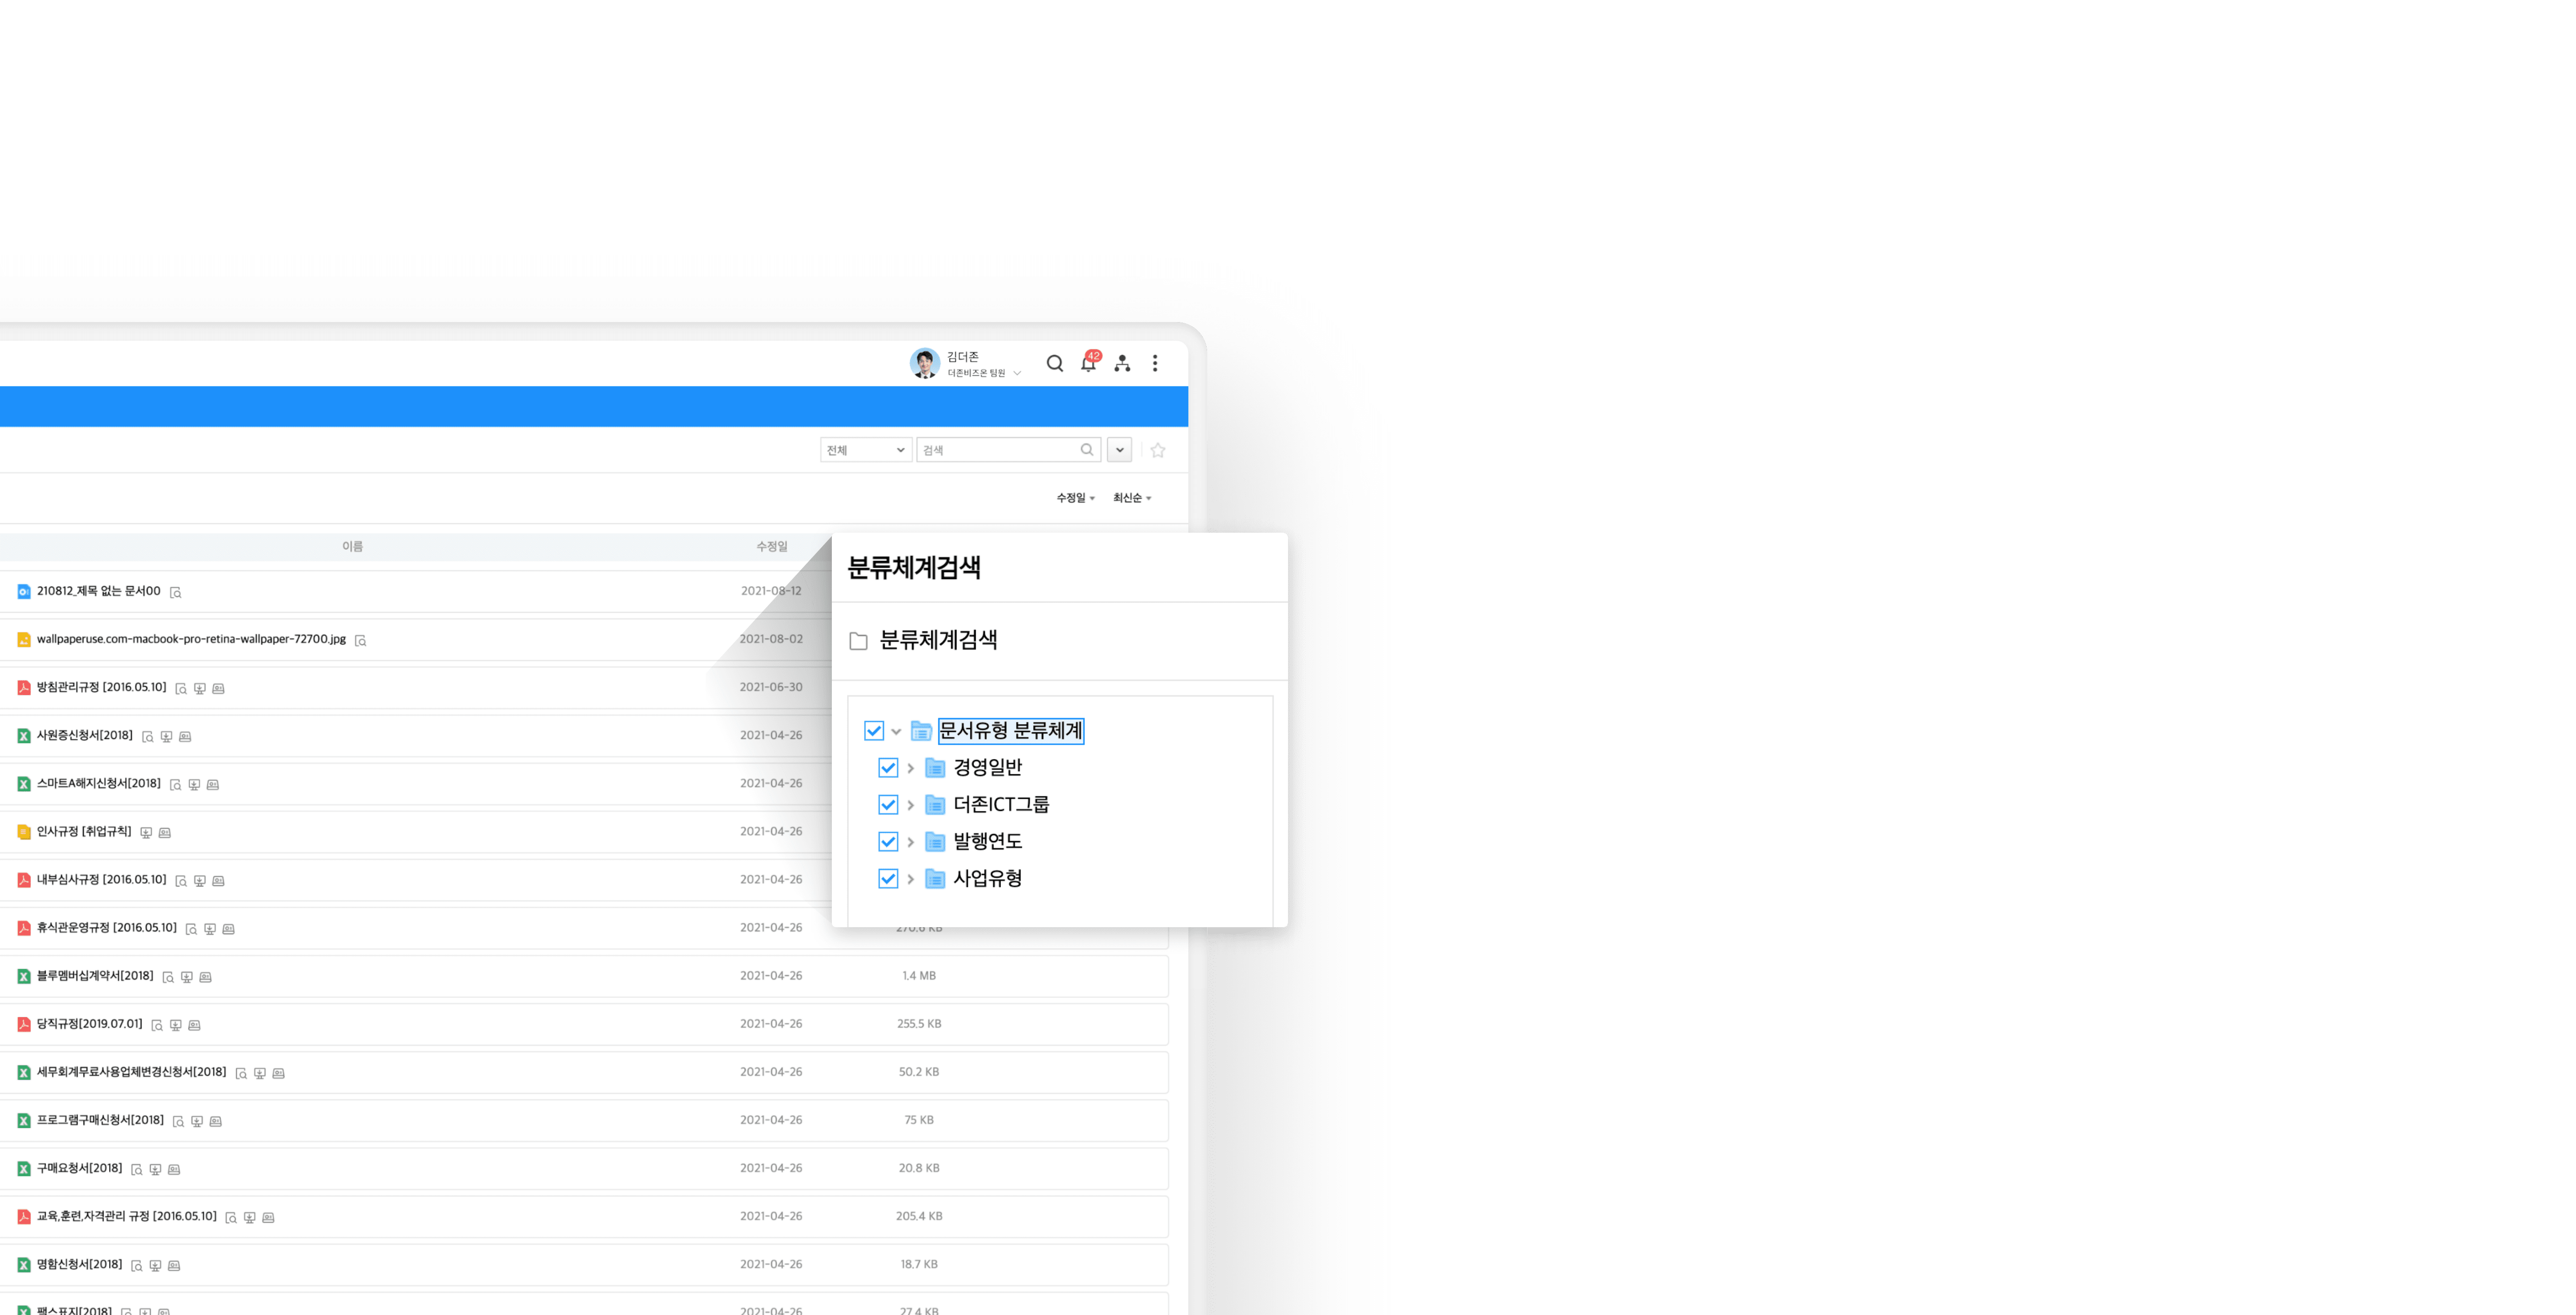 김더존
더존비즈온 팀원
42
전체
검색
수정일
최신순
이름
수정일
210812_제목 없는 문서00
2021-08-12
wallpaperuse.com-macbook-pro-retina-wallpaper-72700.jpg
2021-08-02
방침관리규정 [2016.05.10]
2021-06-30
사원증신청서[2018]
2021-04-26
스마트A해지신청서[2018]
2021-04-26
인사규정 [취업규칙]
2021-04-26
내부심사규정 [2016.05.10]
2021-04-26
휴식관운영규정 [2016.05.10]
2021-04-26
270.6 KB
블루멤버십계약서[2018]
2021-04-26
1.4 MB
당직규정[2019.07.01]
2021-04-26
255.5 KB
세무회계무료사용업체변경신청서[2018]
2021-04-26
50.2 KB
프로그램구매신청서[2018]
2021-04-26
75 KB
구매요청서[2018]
2021-04-26
20.8 KB
교육,훈련,자격관리 규정 [2016.05.10]
2021-04-26
205.4 KB
명함신청서[2018]
2021-04-26
18.7 KB
팩스표지[2018]
2021-04-26
27.4 KB
분류체계검색
분류체계검색
문서유형 분류체계
경영일반
더존ICT그룹
발행연도
사업유형